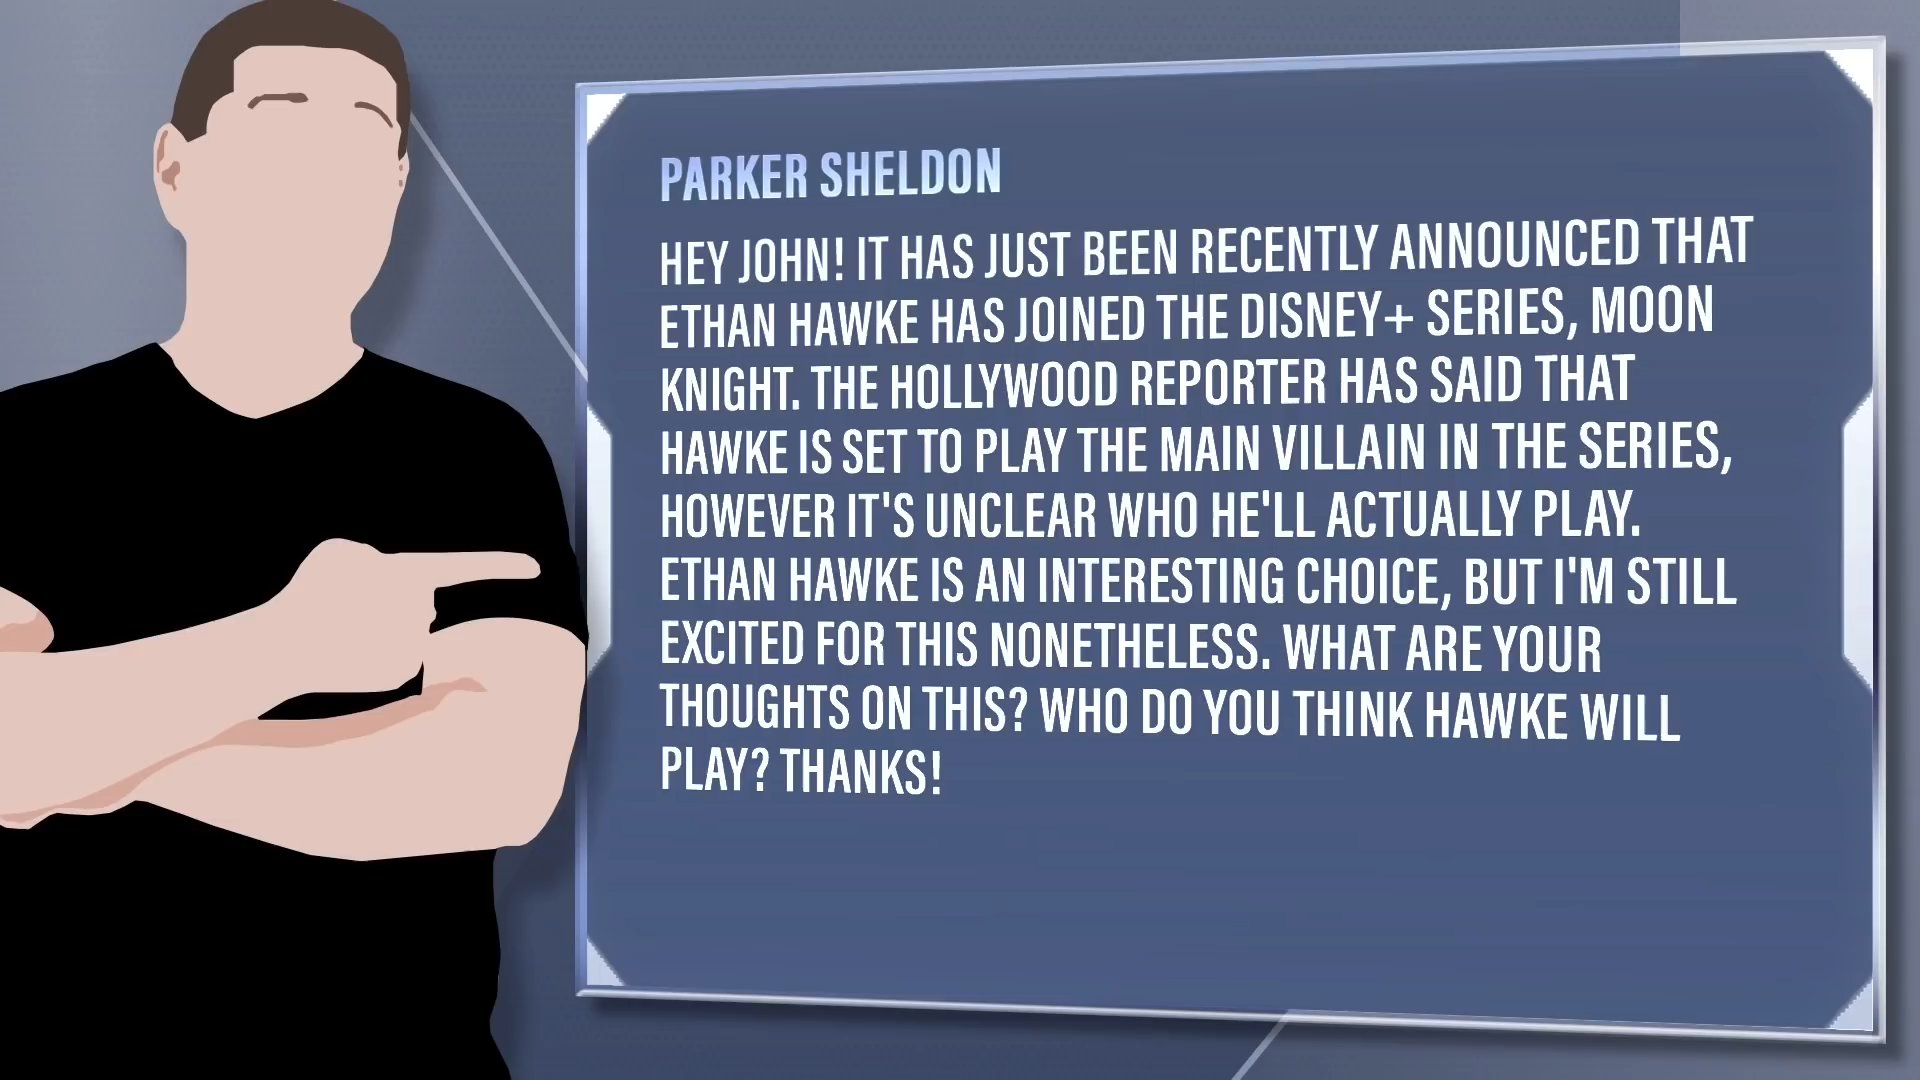 PARKER SHELDON
HEY JOHN! IT HAS JUST BEEN RECENTLY ANNOUNCED THAT
ETHAN HAWKE HAS JOINED THE DISNEY+ SERIES, MOON
KNIGHT. THE HOLLYWOOD REPORTER HAS SAID THAT
HAWKE IS SET TO PLAY THE MAIN VILLAIN IN THE SERIES,
HOWEVER IT'S UNCLEAR WHO HE'LL ACTUALLY PLAY.
ETHAN HAWKE IS AN INTERESTING CHOICE, BUT I'M STILL
EXCITED FOR THIS NONETHELESS. WHAT ARE YOUR
THOUGHTS ON THIS? WHO DO YOU THINK HAWKE WILL
PLAY? THANKS!